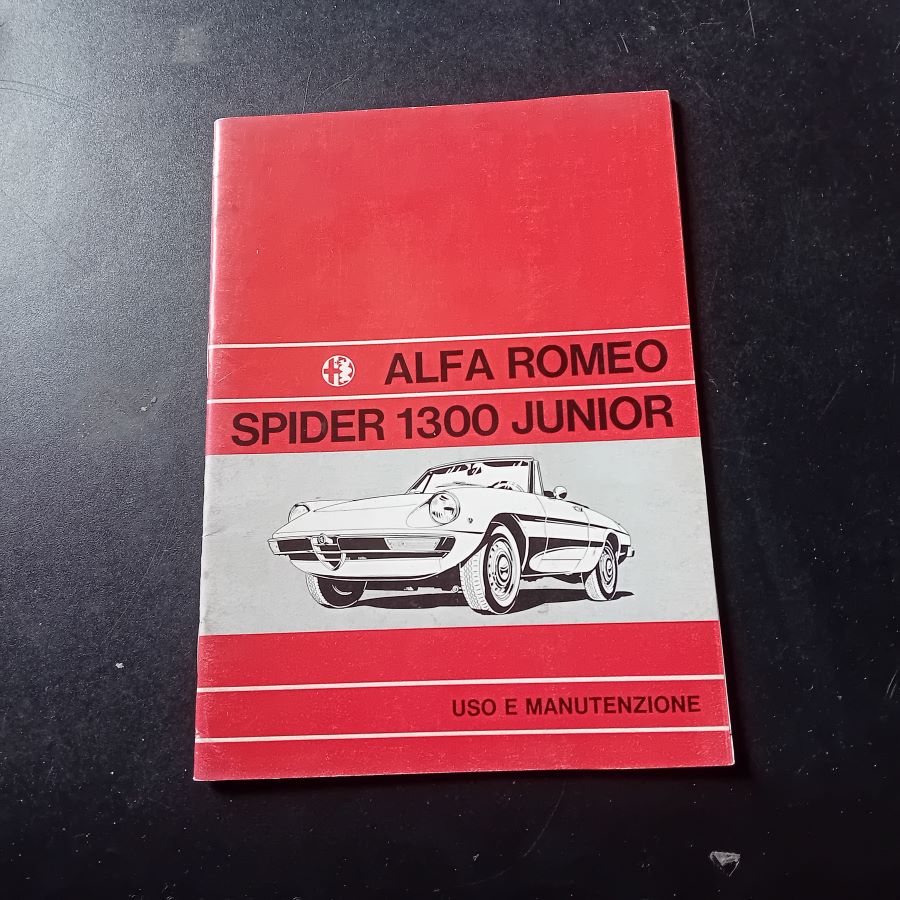 ALFA ROMEO
SPIDER 1300 JUNIOR
USO E MANUTENZIONE